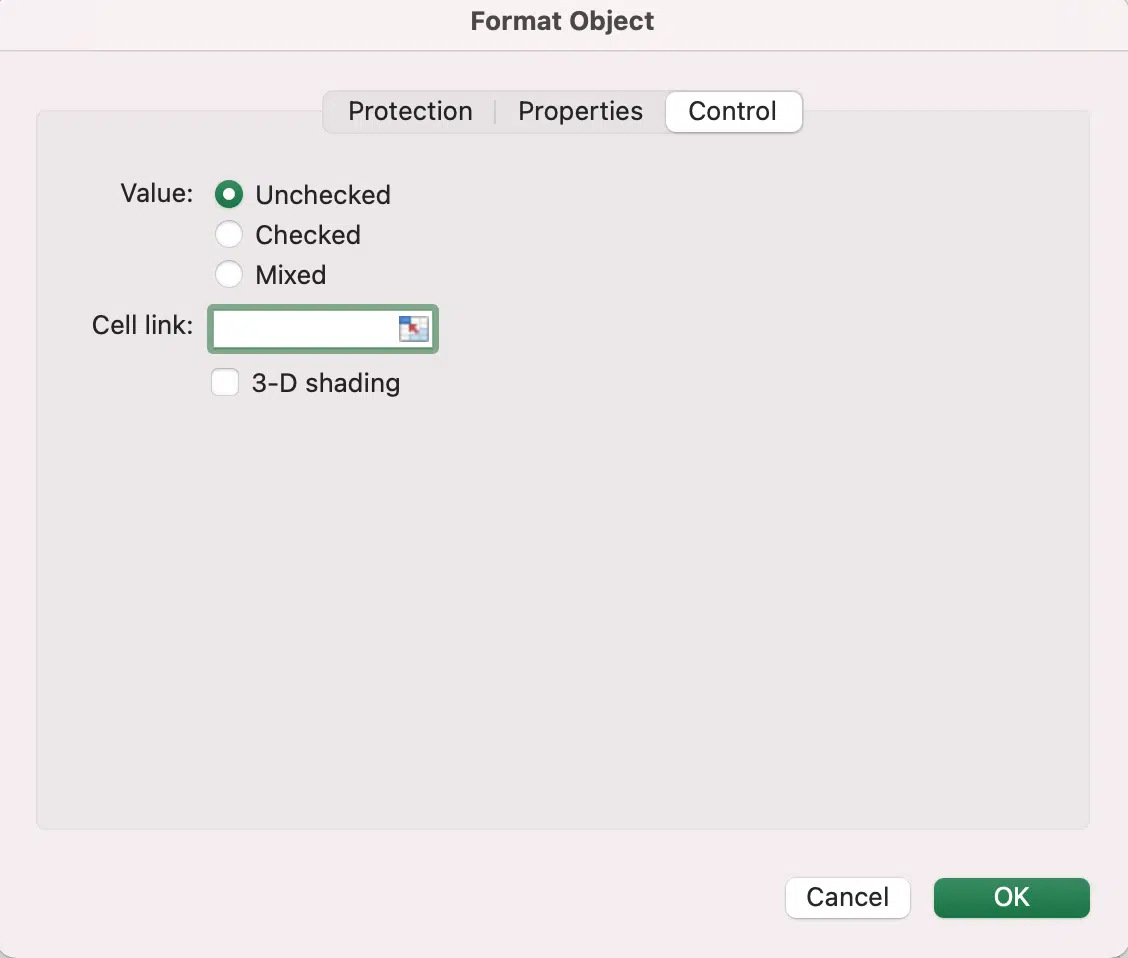 Format Object
Protection Properties Control
Value: Unchecked
Checked
Mixed
Cell link:
3-D shading
Cancel OK